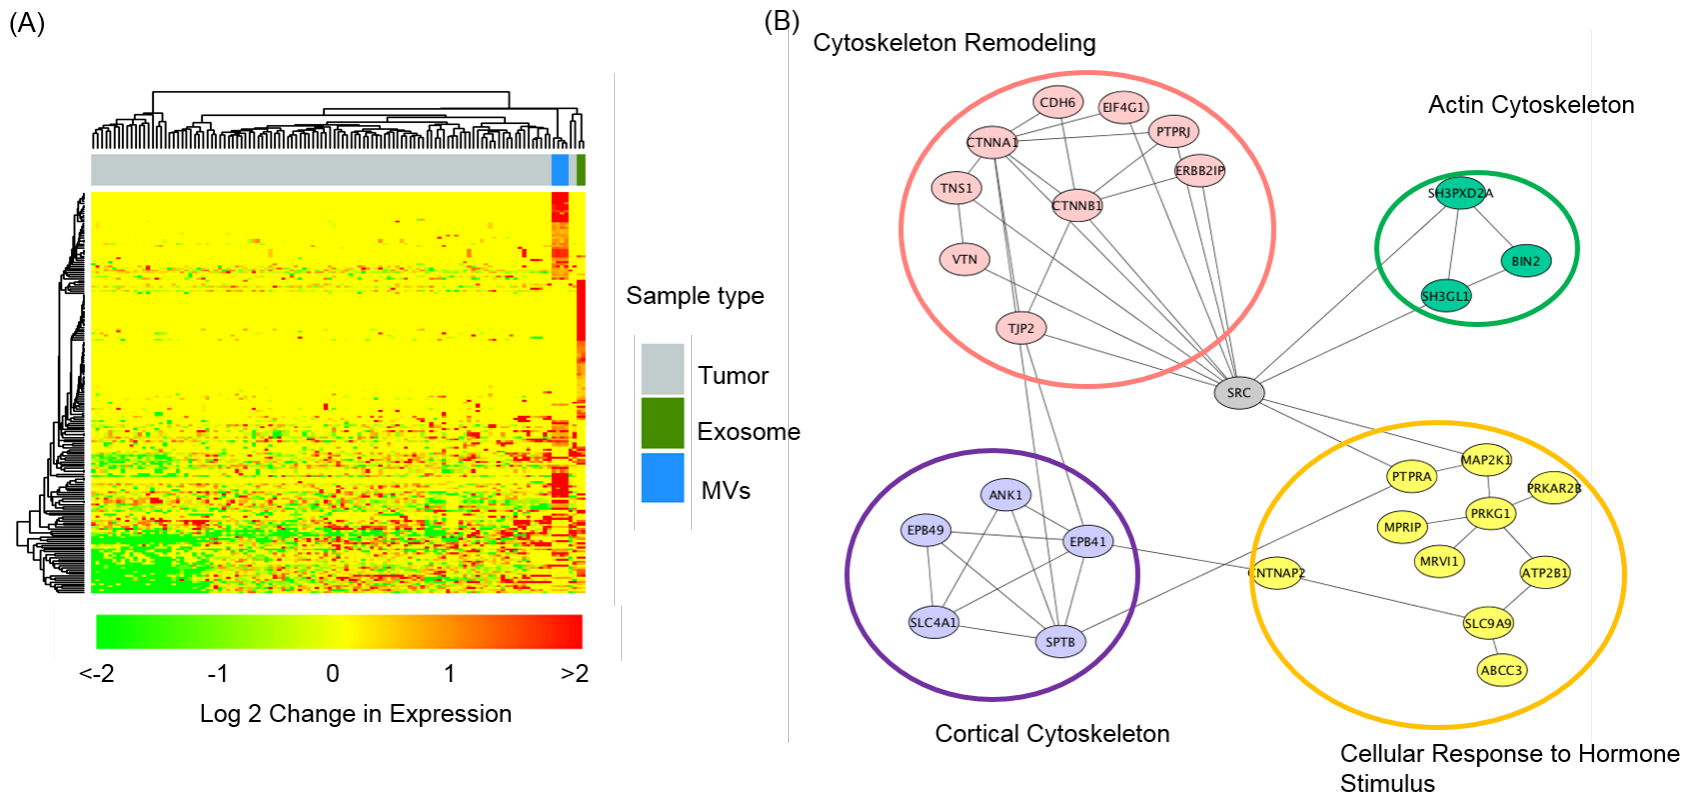 (A)
(B)
Cytoskeleton Remodeling
Actin Cytoskeleton
CDH6
EIF4G1
PTPRJ
CTNNA1
ERBB2IP
TNS1
CTNNB1
VTN
TJP2
SH3PXD2A
BIN2
SH3GL1
SRC
Sample type
Tumor
Exosome
MVs
ANK1
EPB49
EPB41
SLC4A1
SPTB
MAP2K1
PTPRA
PRKAR2B
PRKG1
MPRIP
MRVI1
CNTNAP2
ATP2B1
SLC9A9
ABCC3
<-2 -1 0 1 >2
Log 2 Change in Expression
Cortical Cytoskeleton
Cellular Response to Hormone
Stimulus